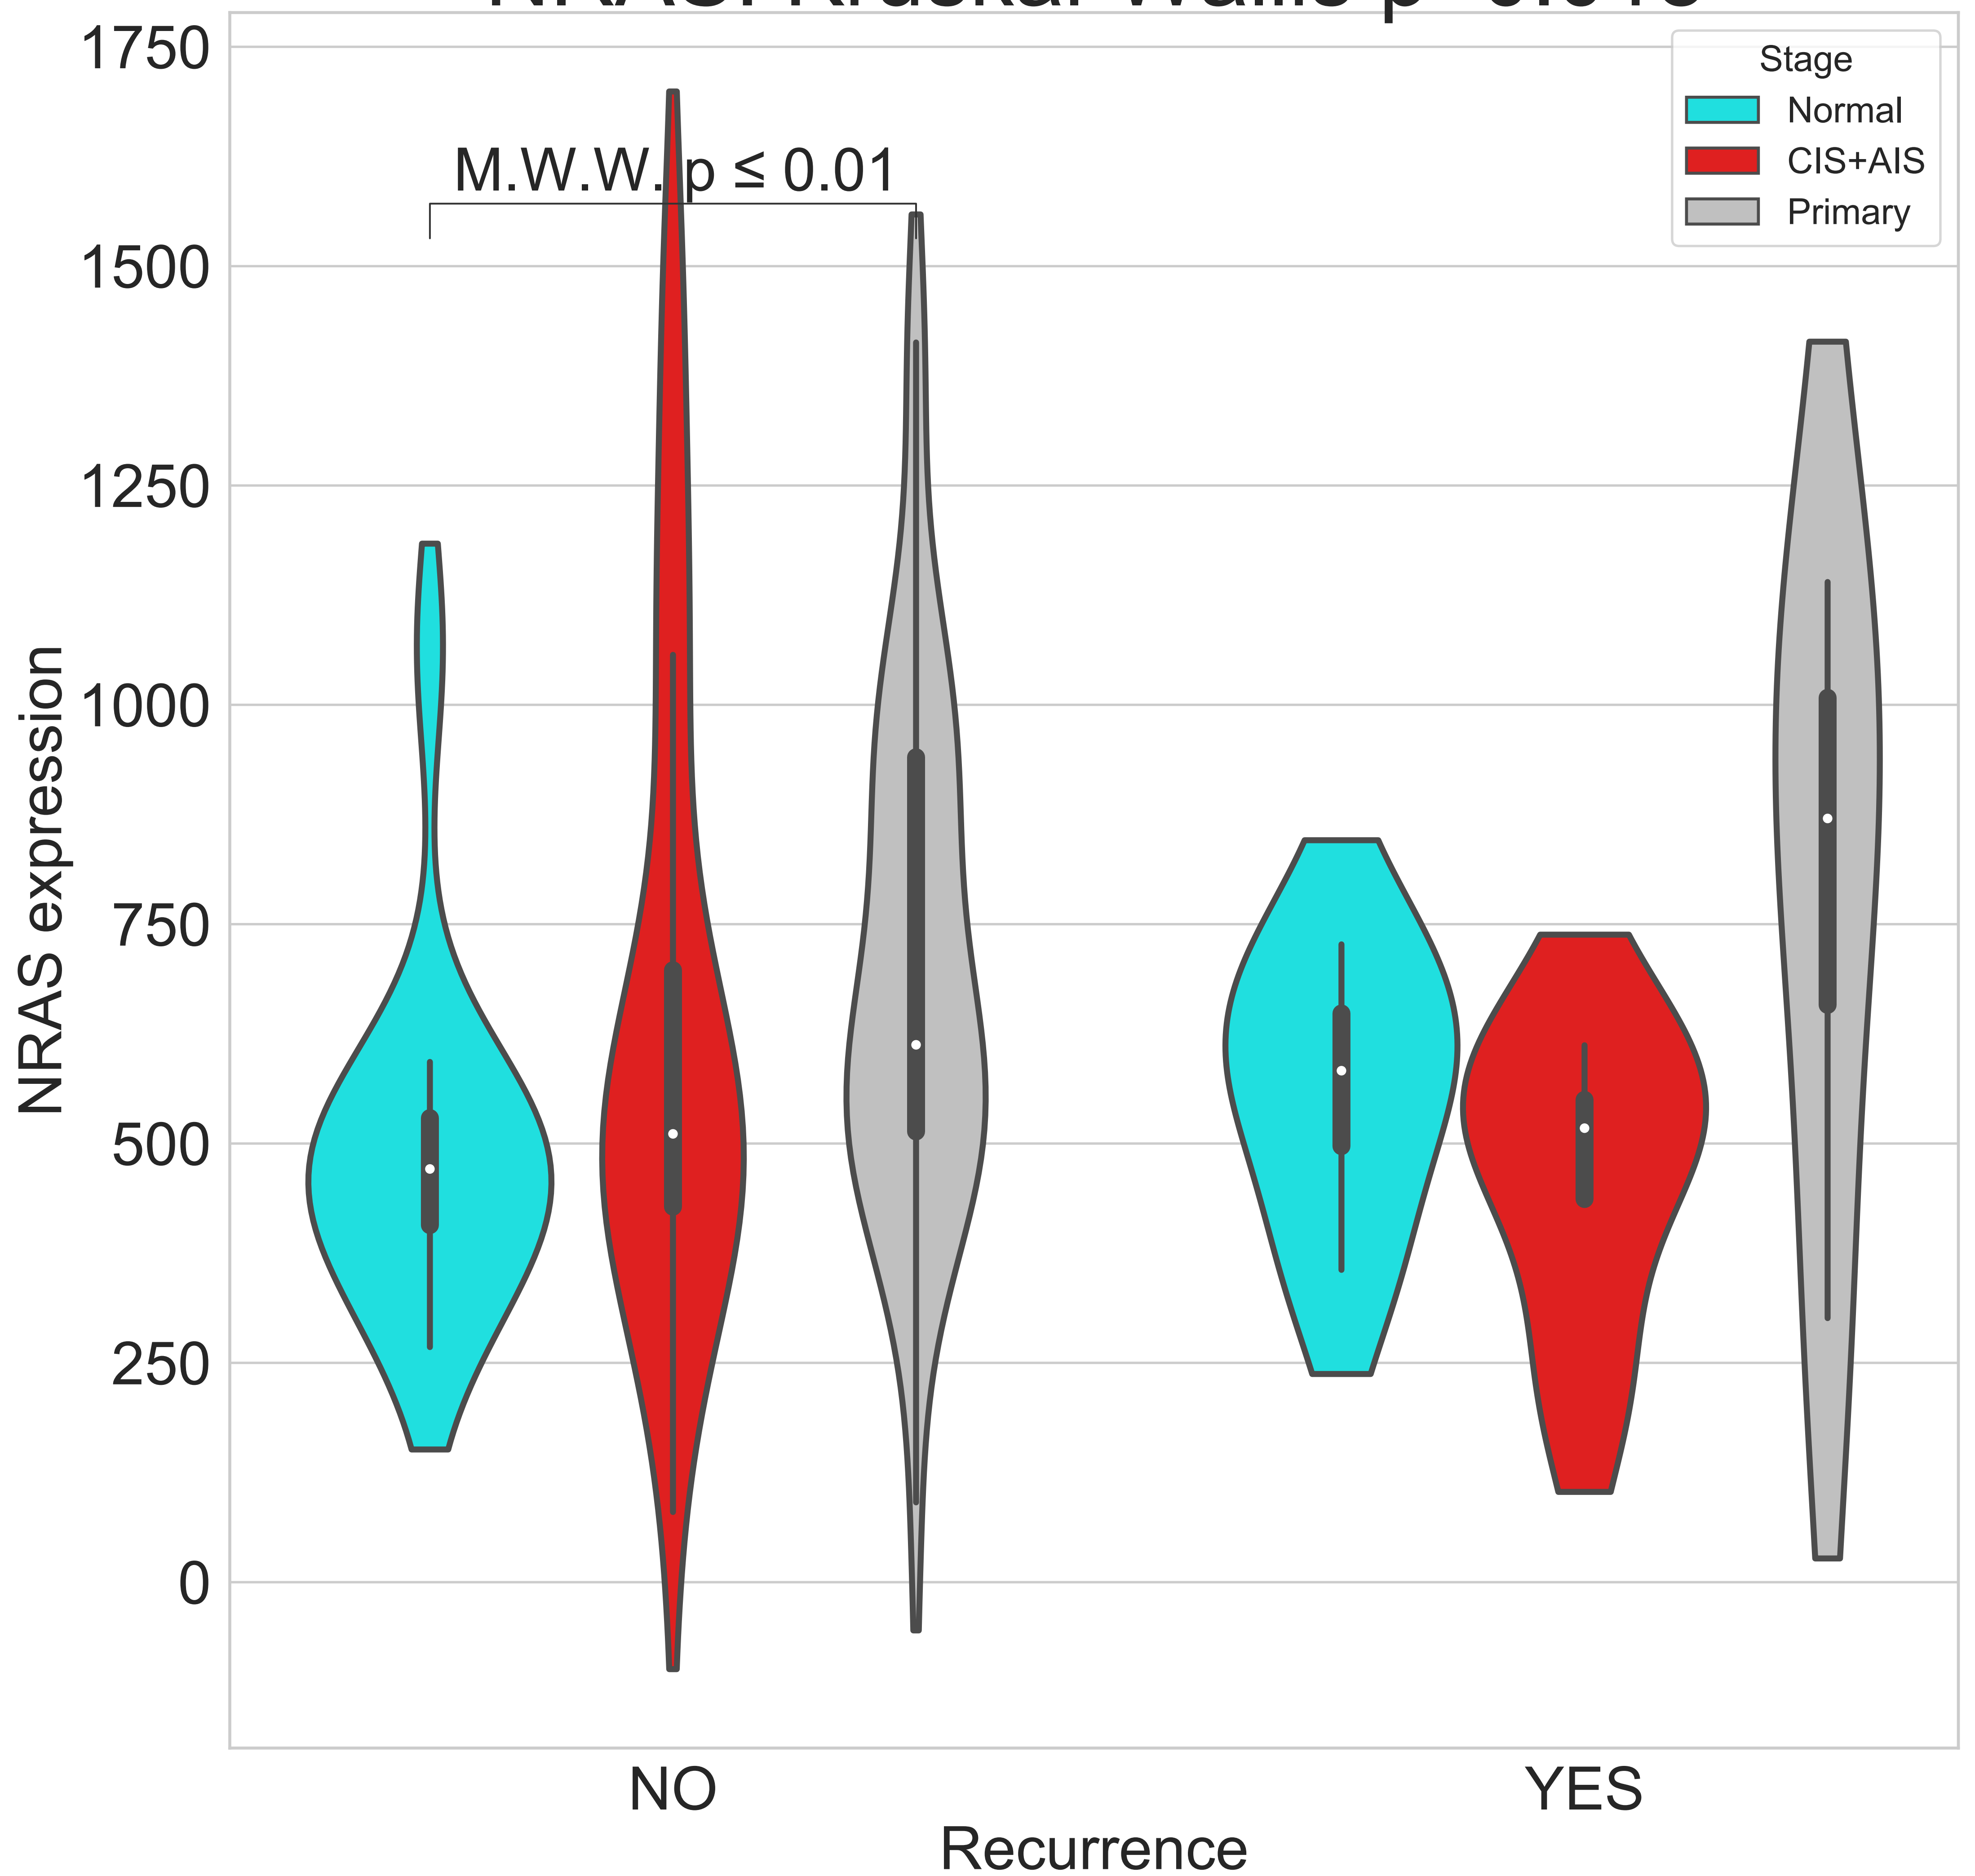 1750
Stage
Normal
CIS+AIS
Primary
M.W.W. p ≤ 0.01
1500
1250
1000
750
500
250
0
NRAS expression
NO
YES
Recurrence